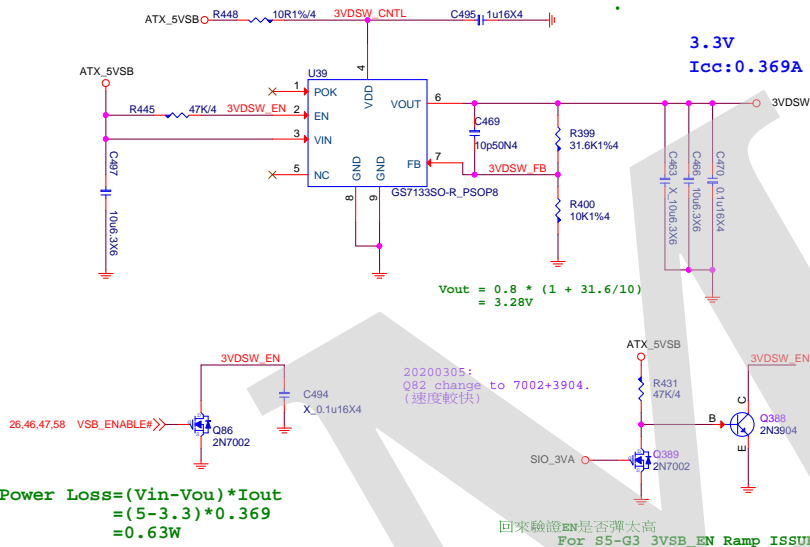 ATX_5VSB R448 10R1%/4 3VDSW_CNTL C495 1u16X4
3.3V
Icc:0.369A
ATX_5VSB
U39
4
1 POK VDD VOUT 6 3VDSW
R445 47K/4 3VDSW_EN 2 EN
3 VIN
C469
10p50N4
R399
31.6K1%4
C463
X_10u6.3X6
C466
10u6.3X6
C470
0.1u16X4
C497
10u6.3X6
5 NC GND GND FB 7 3VDSW_FB
8 9
GS7133SO-R_PSOP8
R400
10K1%4
Vout = 0.8 * (1 + 31.6/10)
= 3.28V
3VDSW_EN
C494
X_0.1u16X4
26,46,47,58 VSB_ENABLE# Q86
2N7002
20200305:
Q82 change to 7002+3904.
(速度較快)
ATX_5VSB
R431
47K/4
3VDSW_EN
B C E Q388
2N3904
SIO_3VA Q389
2N7002
Power Loss=(Vin-Vou)*Iout
=(5-3.3)*0.369
=0.63W
回來驗證EN是否彈太高
For S5-G3 3VSB_EN Ramp ISSU